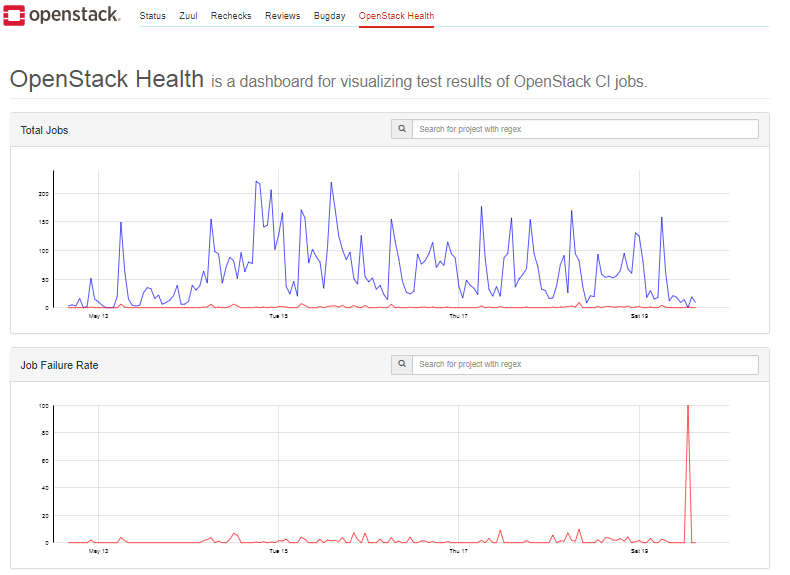 openstack. Status Zuul Rechecks Reviews Bugday OpenStack Health
OpenStack Health is a dashboard for visualizing test results of OpenStack CI jobs.
Total Jobs Search for project with regex
200
150
100
50
0
May 13 Tue 15 Thu 17 Sat 19
Job Failure Rate Search for project with regex
100
80
60
40
20
0
May 13 Tue 15 Thu 17 Sat 19